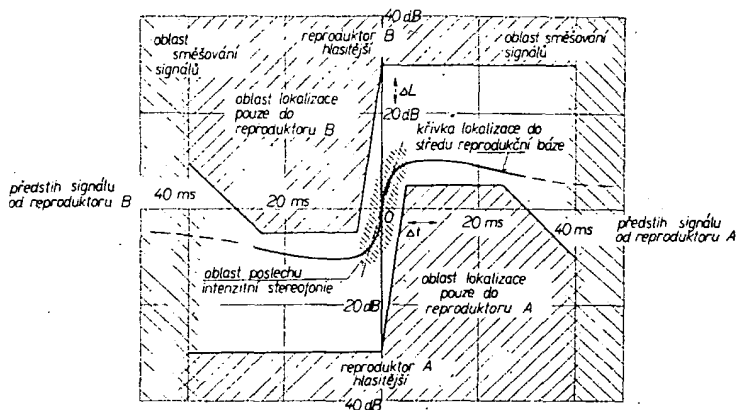 40 dB
oblast
směšování
signálů
reproduktor B
hlasitější
oblast směšování
signálů
ΔL
20 dB
oblast lokalizace
pouze do
reproduktoru B
křivka lokalizace do
středu reprodukční báze
předstih signálu
od reproduktoru B
40 ms
20 ms
0
Δt
20 ms
40 ms
předstih signálu
od reproduktoru A
oblast poslechu
intenzitní stereofonie
20 dB
oblast lokalizace
pouze do
reproduktoru A
reproduktor A
hlasitější
40 dB